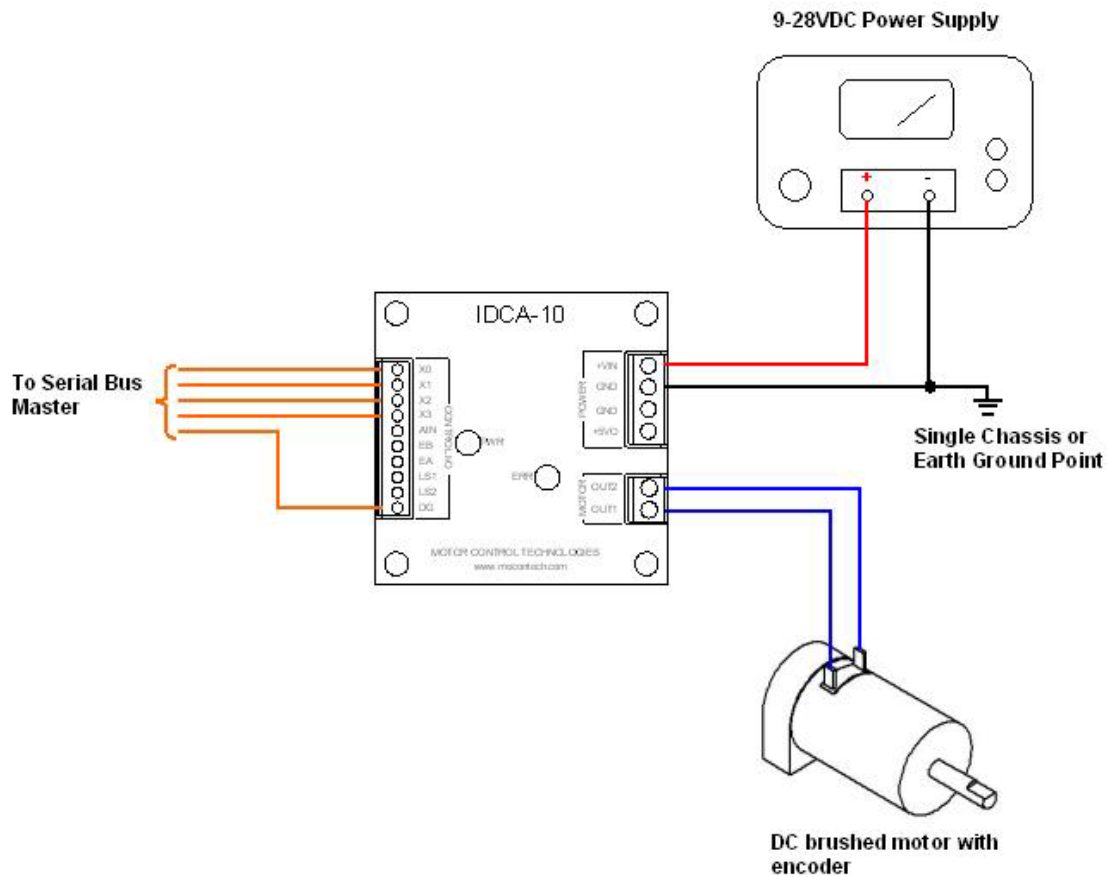 9-28VDC Power Supply
+ -
IDCA-10
To Serial Bus
Master
X0
X1
X2
X3
AIN
EB
EA
LS1
LS2
DG
CONTROL I/O
PWR
ERR
POWER
+VIN
GND
GND
+5VO
MOTOR
OUT2
OUT1
Single Chassis or
Earth Ground Point
MOTOR CONTROL TECHNOLOGIES
www.mocontech.com
DC brushed motor with
encoder